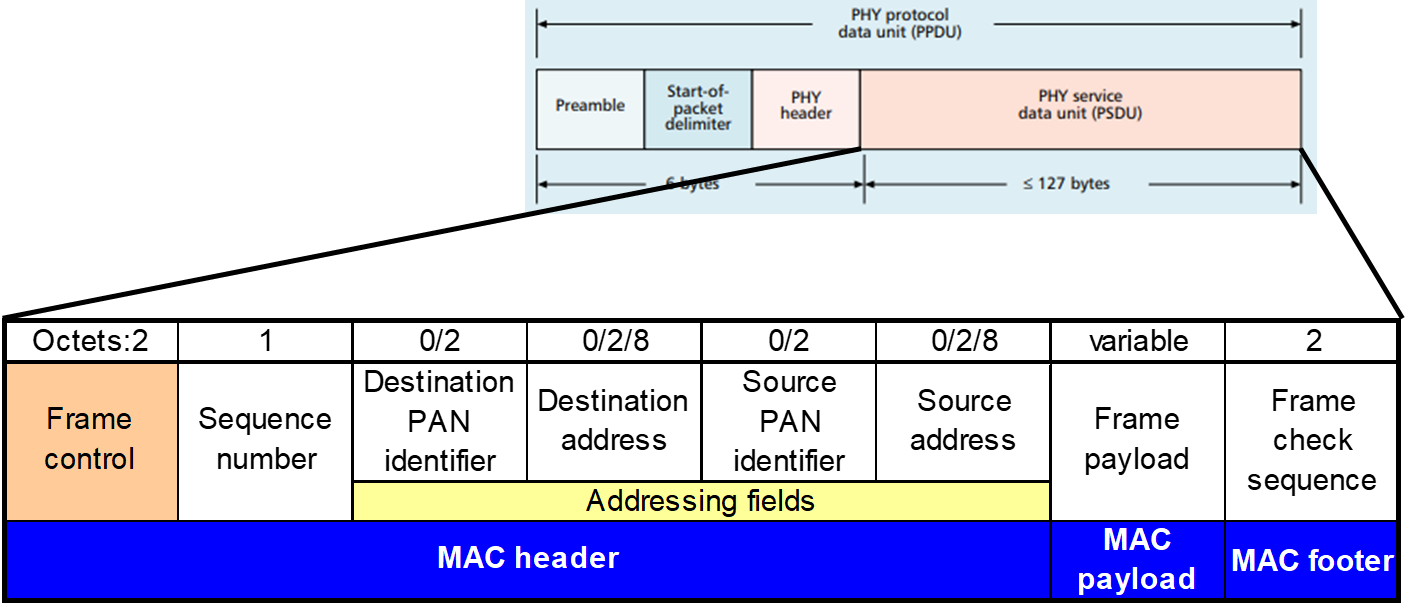 PHY protocol
data unit (PPDU)
Preamble
Start-of-
packet
delimiter
PHY
header
PHY service
data unit (PSDU)
6 bytes
≤ 127 bytes
Octets:2
1
0/2
0/2/8
0/2
0/2/8
variable
2
Frame
control
Sequence
number
Destination
PAN
identifier
Destination
address
Source
PAN
identifier
Source
address
Frame
payload
Frame
check
sequence
Addressing fields
MAC header
MAC
payload
MAC footer